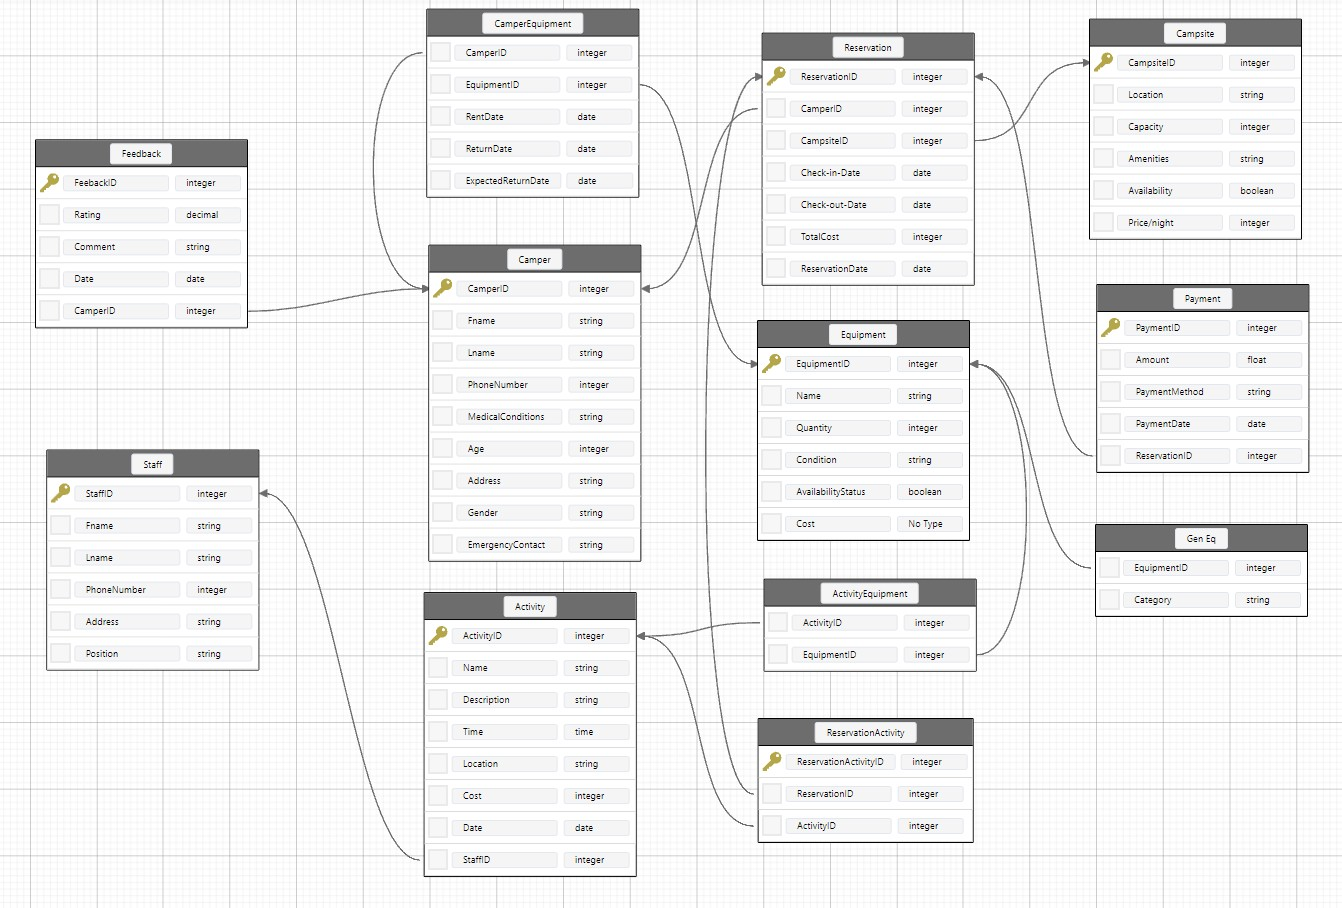 CamperEquipment
CamperID integer
EquipmentID integer
RentDate date
ReturnDate date
ExpectedReturnDate date
Reservation
ReservationID integer
CamperID integer
CampsiteID integer
Check-in-Date date
Check-out-Date date
TotalCost integer
ReservationDate date
Campsite
CampsiteID integer
Location string
Capacity integer
Amenities string
Availability boolean
Price/night integer
Feedback
FeebackID integer
Rating decimal
Comment string
Date date
CamperID integer
Camper
CamperID integer
Fname string
Lname string
PhoneNumber integer
MedicalConditions string
Age integer
Address string
Gender string
EmergencyContact string
Equipment
EquipmentID integer
Name string
Quantity integer
Condition string
AvailabilityStatus boolean
Cost No Type
Payment
PaymentID integer
Amount float
PaymentMethod string
PaymentDate date
ReservationID integer
Staff
StaffID integer
Fname string
Lname string
PhoneNumber integer
Address string
Position string
Activity
ActivityID integer
Name string
Description string
Time time
Location string
Cost integer
Date date
StaffID integer
ActivityEquipment
ActivityID integer
EquipmentID integer
Gen Eq
EquipmentID integer
Category string
ReservationActivity
ReservationActivityID integer
ReservationID integer
ActivityID integer